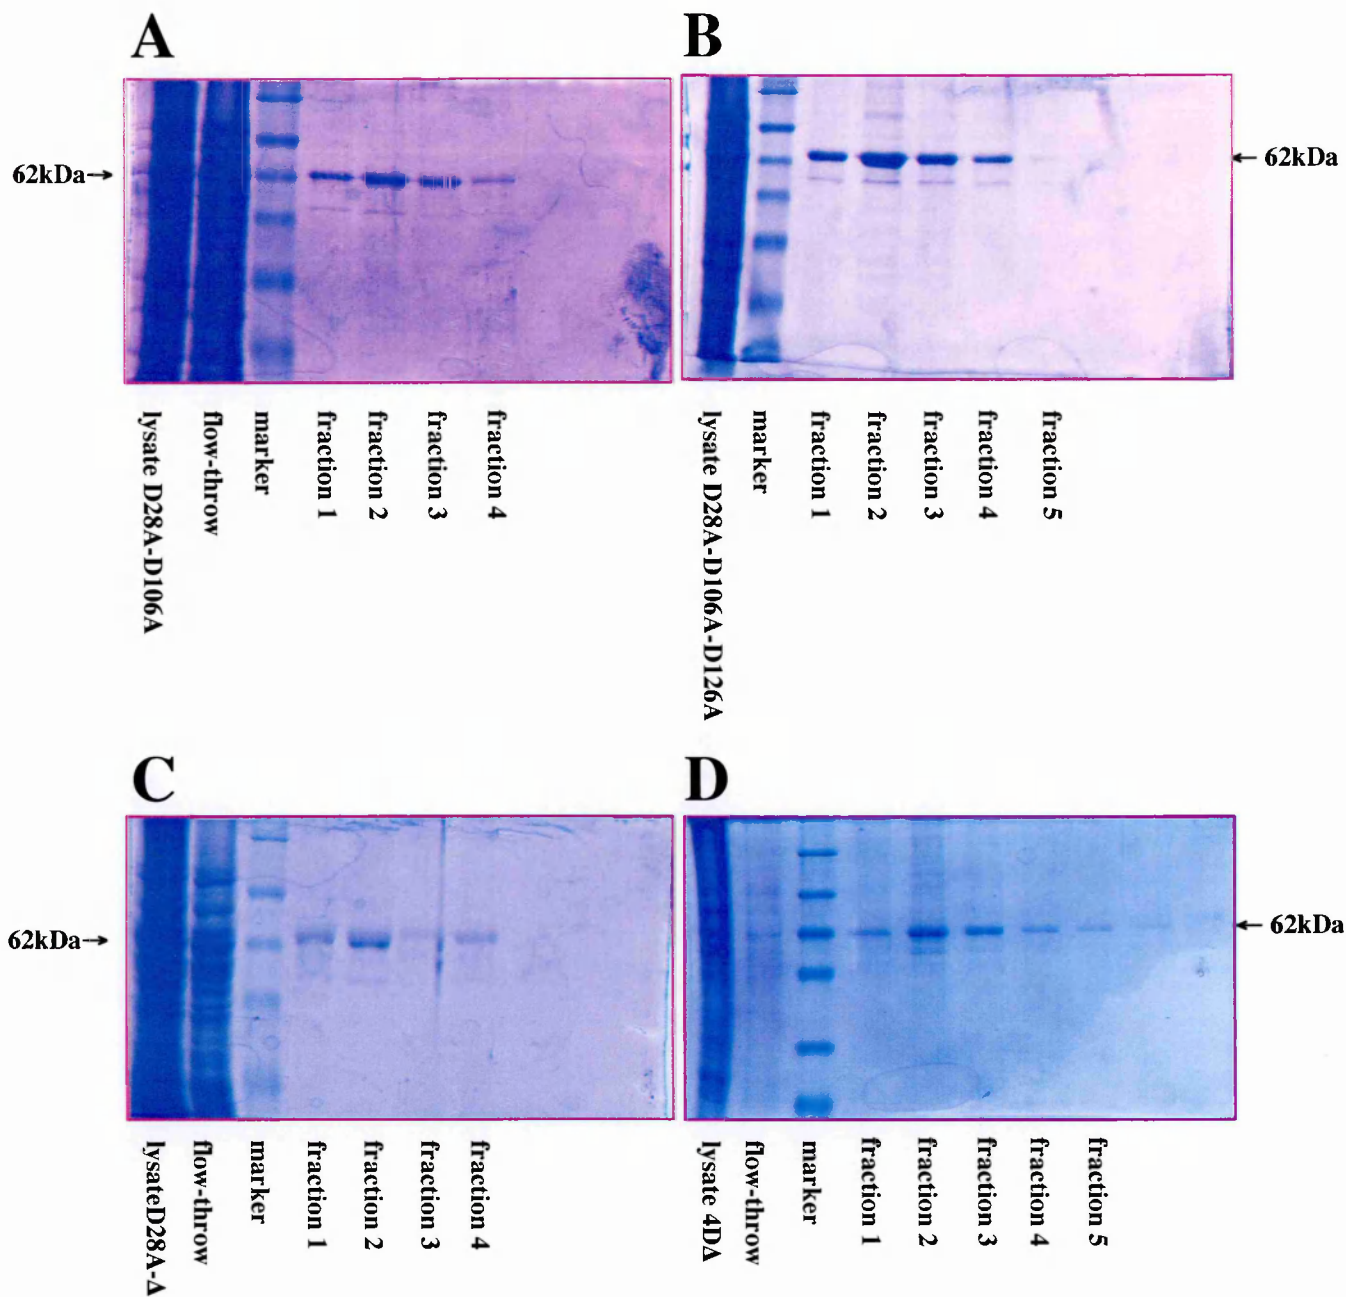 A
B
62kDa→
← 62kDa
lysate D28A-D106A
flow-throw
marker
fraction 1
fraction 2
fraction 3
fraction 4
lysate D28A-D106A-D126A
marker
fraction 1
fraction 2
fraction 3
fraction 4
fraction 5
C
D
62kDa→
← 62kDa
lysateD28A-Δ
flow-throw
marker
fraction 1
fraction 2
fraction 3
fraction 4
lysate 4DΔ
flow-throw
marker
fraction 1
fraction 2
fraction 3
fraction 4
fraction 5